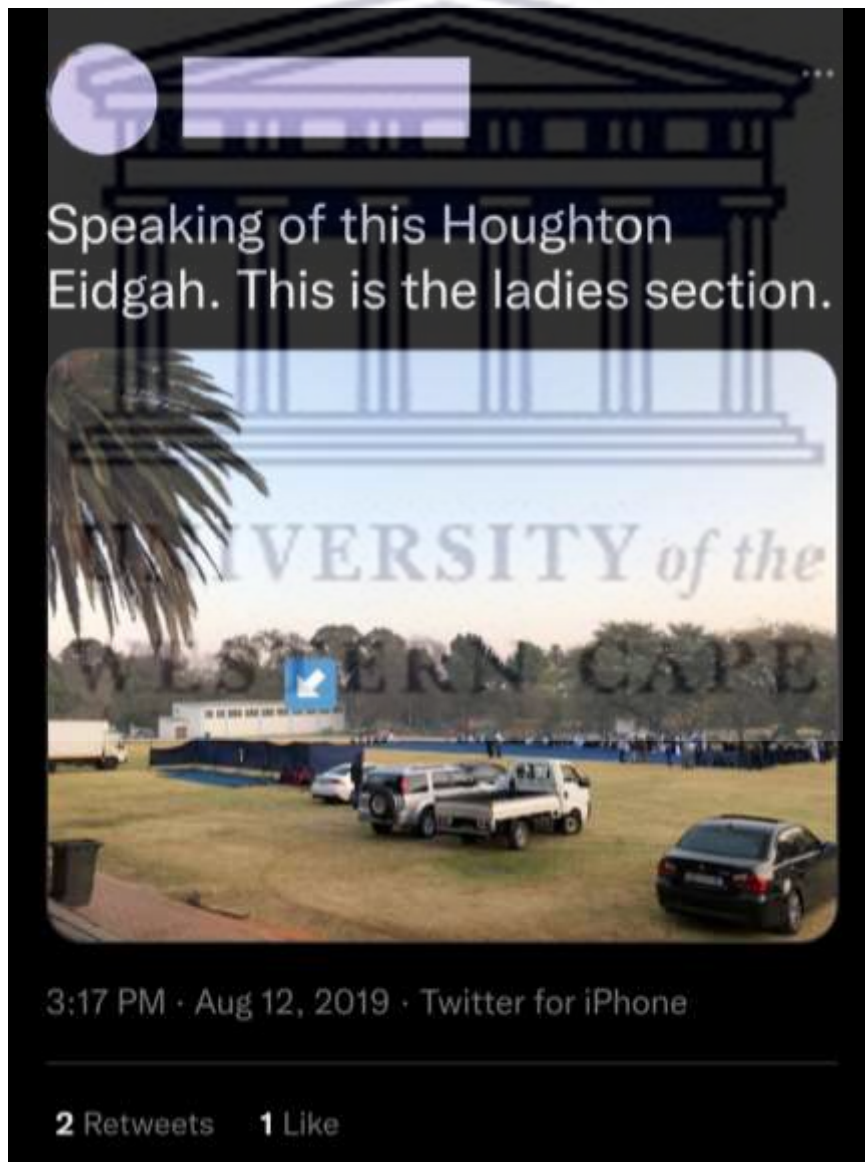 Speaking of this Houghton
Eidgah. This is the ladies section.
UNIVERSITY of the
WESTERN CAPE
3:17 PM · Aug 12, 2019 · Twitter for iPhone
2 Retweets 1 Like